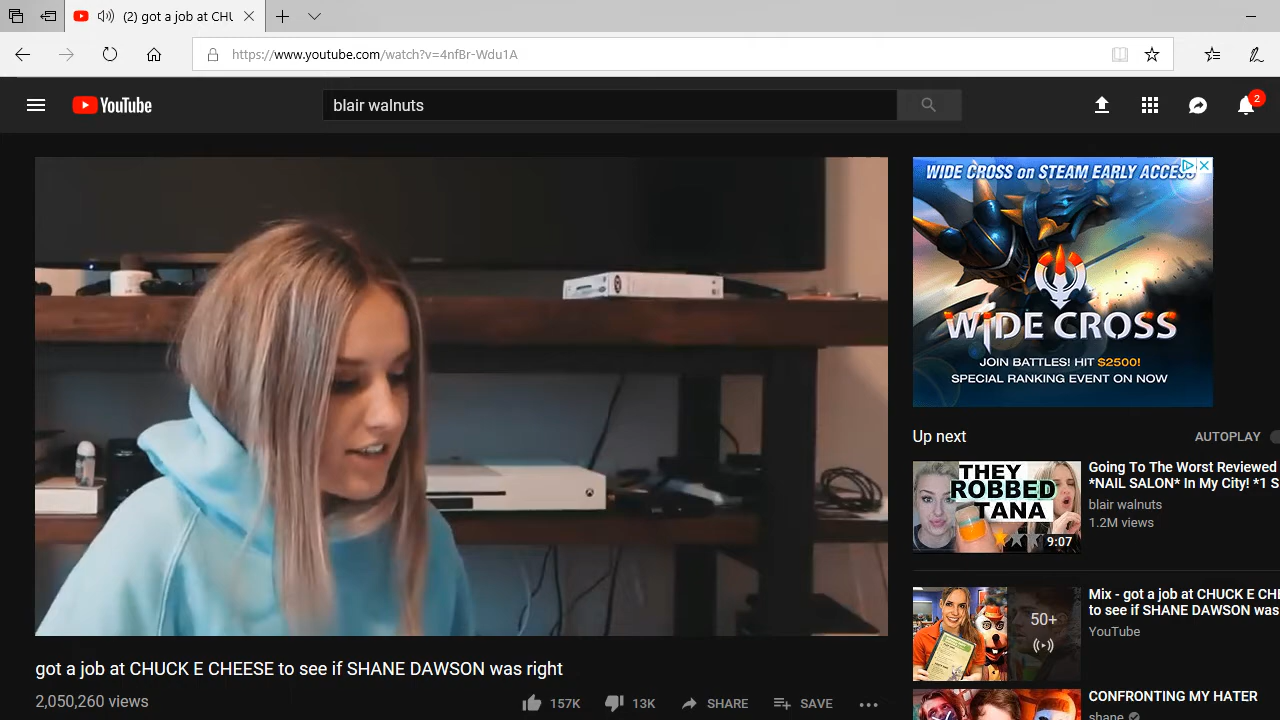 (2) got a job at CHU
https://www.youtube.com/watch?v=4nfBr-Wdu1A
YouTube
blair walnuts
2
WIDE CROSS on STEAM EARLY ACCESS
WIDE CROSS
JOIN BATTLES! HIT $2500!
SPECIAL RANKING EVENT ON NOW
Up next
AUTOPLAY
THEY
ROBBED
TANA
9:07
Going To The Worst Reviewed
*NAIL SALON* In My City! *1 S
blair walnuts
1.2M views
50+
Mix - got a job at CHUCK E CHE
to see if SHANE DAWSON was
YouTube
CONFRONTING MY HATER
shane
got a job at CHUCK E CHEESE to see if SHANE DAWSON was right
2,050,260 views
157K
13K
SHARE
SAVE